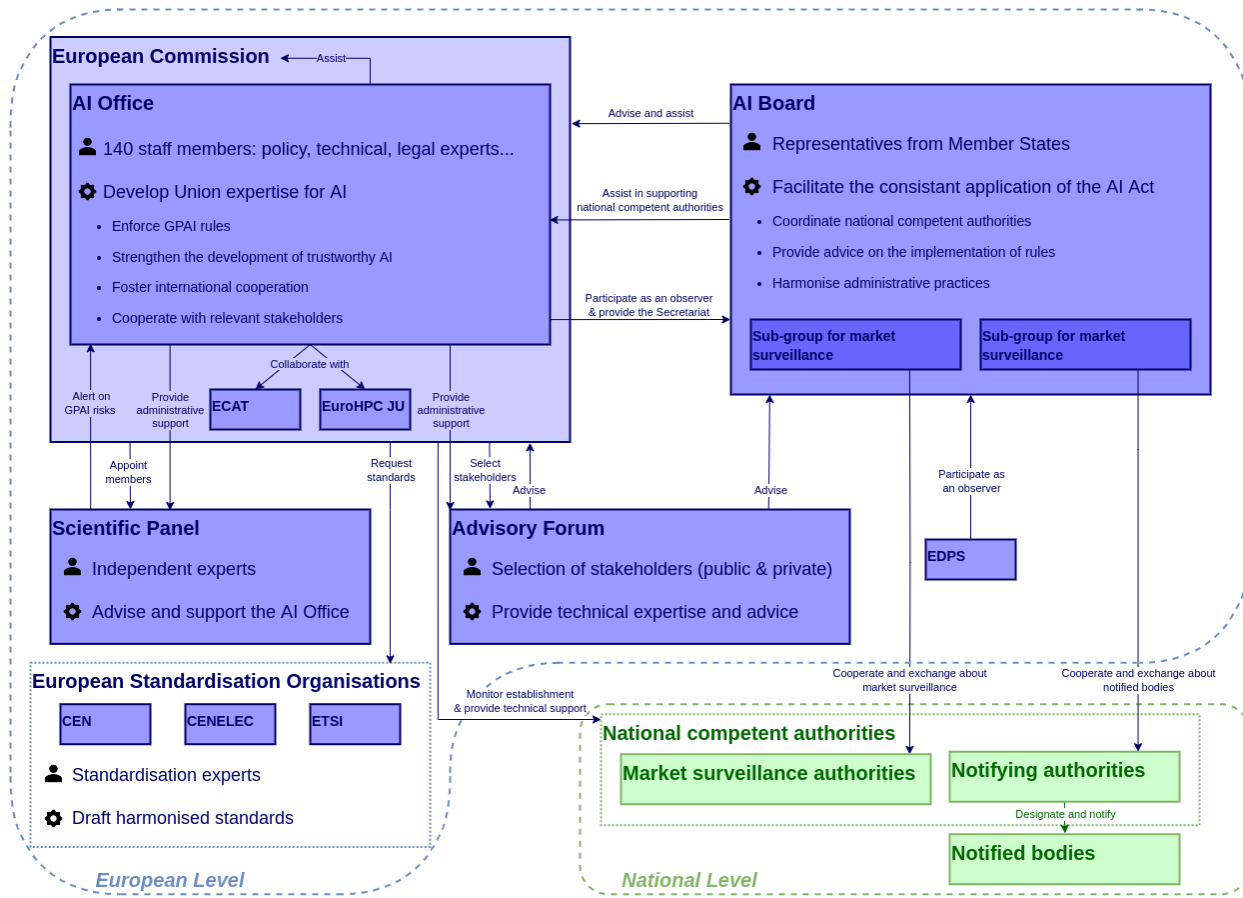 European Commission
Assist
AI Office
140 staff members: policy, technical, legal experts...
Develop Union expertise for AI
• Enforce GPAI rules
• Strengthen the development of trustworthy AI
• Foster international cooperation
• Cooperate with relevant stakeholders
Advise and assist
Assist in supporting
national competent authorities
Participate as an observer
& provide the Secretariat
AI Board
Representatives from Member States
Facilitate the consistant application of the AI Act
• Coordinate national competent authorities
• Provide advice on the implementation of rules
• Harmonise administrative practices
Sub-group for market
surveillance
Sub-group for market
surveillance
Collaborate with
ECAT
EuroHPC JU
Alert on
GPAI risks
Provide
administrative
support
Provide
administrative
support
Appoint
members
Request
standards
Select
stakeholders
Advise
Advise
Participate as
an observer
EDPS
Scientific Panel
Independent experts
Advise and support the AI Office
Advisory Forum
Selection of stakeholders (public & private)
Provide technical expertise and advice
European Standardisation Organisations
CEN
CENELEC
ETSI
Standardisation experts
Draft harmonised standards
European Level
Monitor establishment
& provide technical support
Cooperate and exchange about
market surveillance
Cooperate and exchange about
notified bodies
National competent authorities
Market surveillance authorities
Notifying authorities
Designate and notify
Notified bodies
National Level